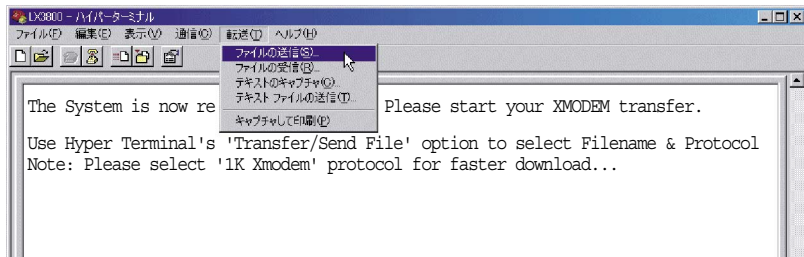 LX3800 - ハイパーターミナル
ファイル(F) 編集(E) 表示(V) 通信(C) 転送(T) ヘルプ(H)
ファイルの送信(S)...
ファイルの受信(R)...
テキストのキャプチャ(C)...
テキスト ファイルの送信(T)...
キャプチャして印刷(P)
The System is now re Please start your XMODEM transfer.
Use Hyper Terminal's 'Transfer/Send File' option to select Filename & Protocol
Note: Please select '1K Xmodem' protocol for faster download...